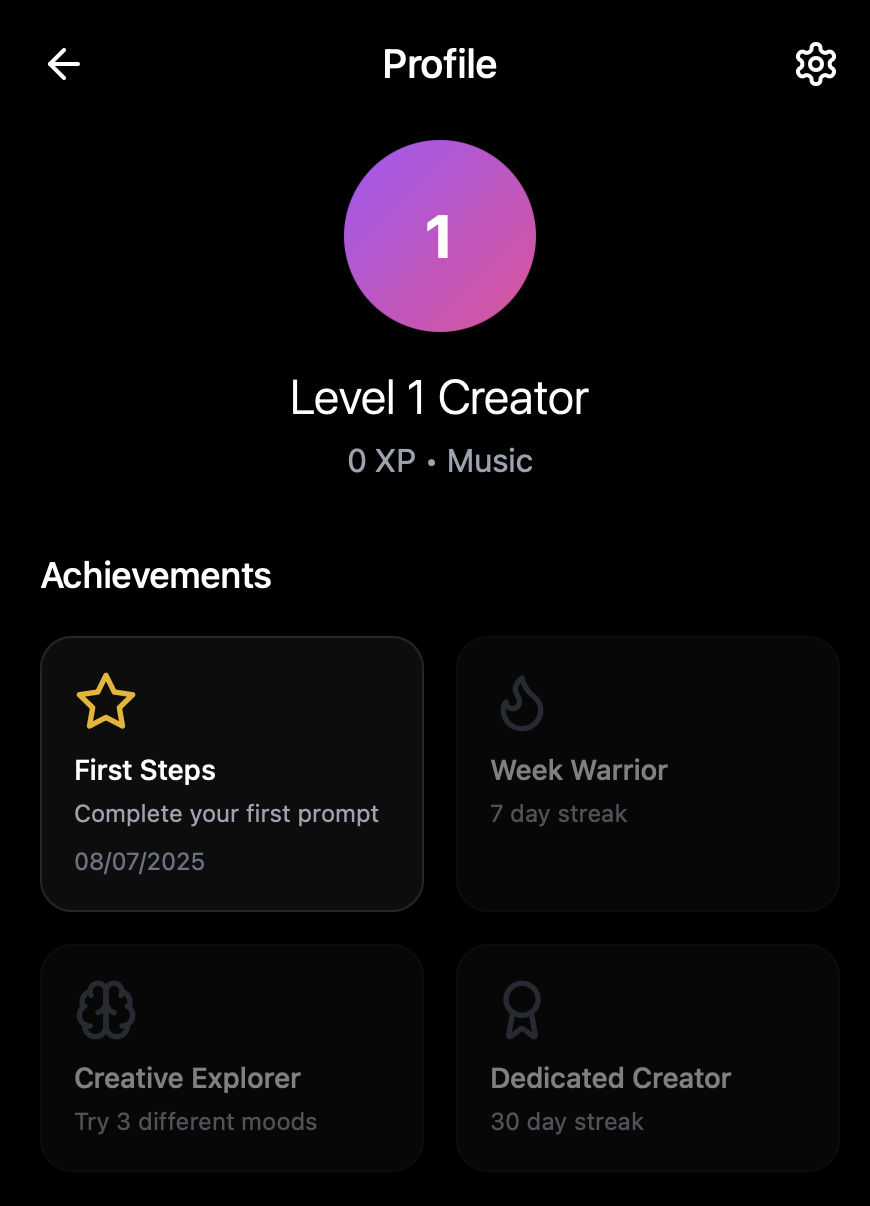 Profile
1
Level 1 Creator
0 XP • Music
Achievements
First Steps
Complete your first prompt
08/07/2025
Week Warrior
7 day streak
Creative Explorer
Try 3 different moods
Dedicated Creator
30 day streak